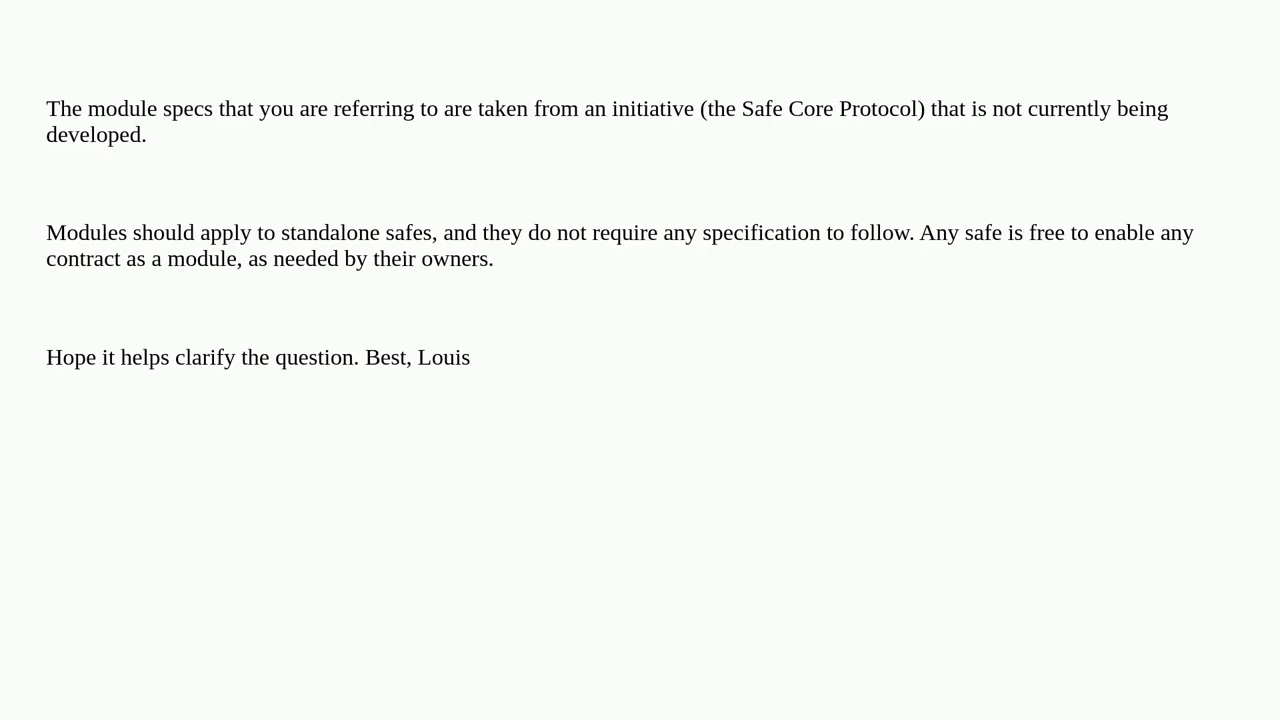 The module specs that you are referring to are taken from an initiative (the Safe Core Protocol) that is not currently being
developed.
Modules should apply to standalone safes, and they do not require any specification to follow. Any safe is free to enable any
contract as a module, as needed by their owners.
Hope it helps clarify the question. Best, Louis